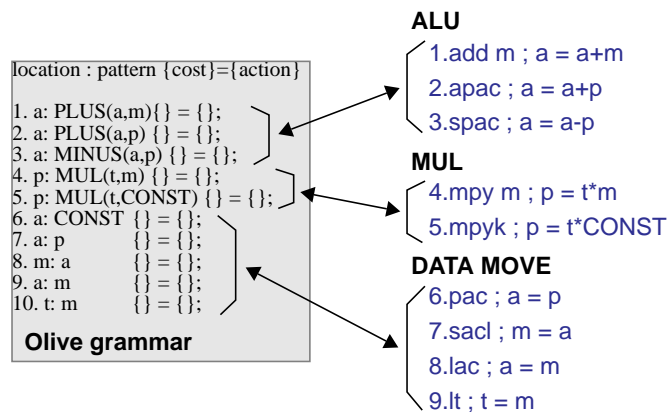 location : pattern {cost}={action}
1. a: PLUS(a,m){} = {};
2. a: PLUS(a,p) {} = {};
3. a: MINUS(a,p) {} = {};
4. p: MUL(t,m) {} = {};
5. p: MUL(t,CONST) {} = {};
6. a: CONST {} = {};
7. a: p {} = {};
8. m: a {} = {};
9. a: m {} = {};
10. t: m {} = {};
Olive grammar
ALU
1.add m ; a = a+m
2.apac ; a = a+p
3.spac ; a = a-p
MUL
4.mpy m ; p = t*m
5.mpyk ; p = t*CONST
DATA MOVE
6.pac ; a = p
7.sacl ; m = a
8.lac ; a = m
9.lt ; t = m